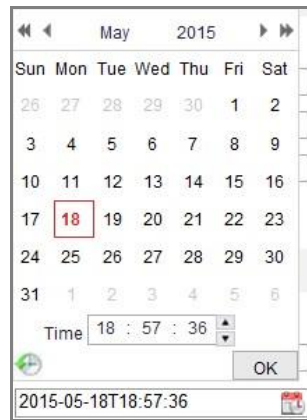 May 2015
Sun Mon Tue Wed Thu Fri Sat
26 27 28 29 30 1 2
3 4 5 6 7 8 9
10 11 12 13 14 15 16
17 18 19 20 21 22 23
24 25 26 27 28 29 30
31 1 2 3 4 5 6
Time 18 : 57 : 36
OK
2015-05-18T18:57:36